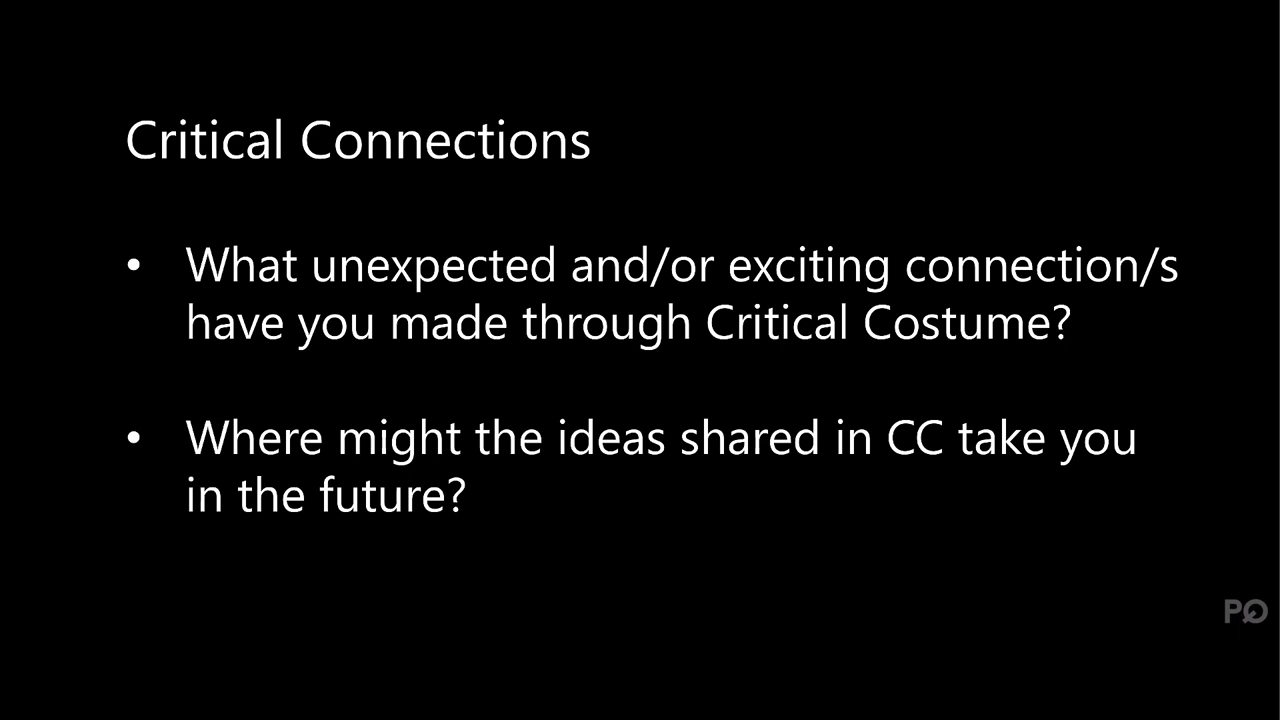 Critical Connections
• What unexpected and/or exciting connection/s
have you made through Critical Costume?
• Where might the ideas shared in CC take you
in the future?
PQ